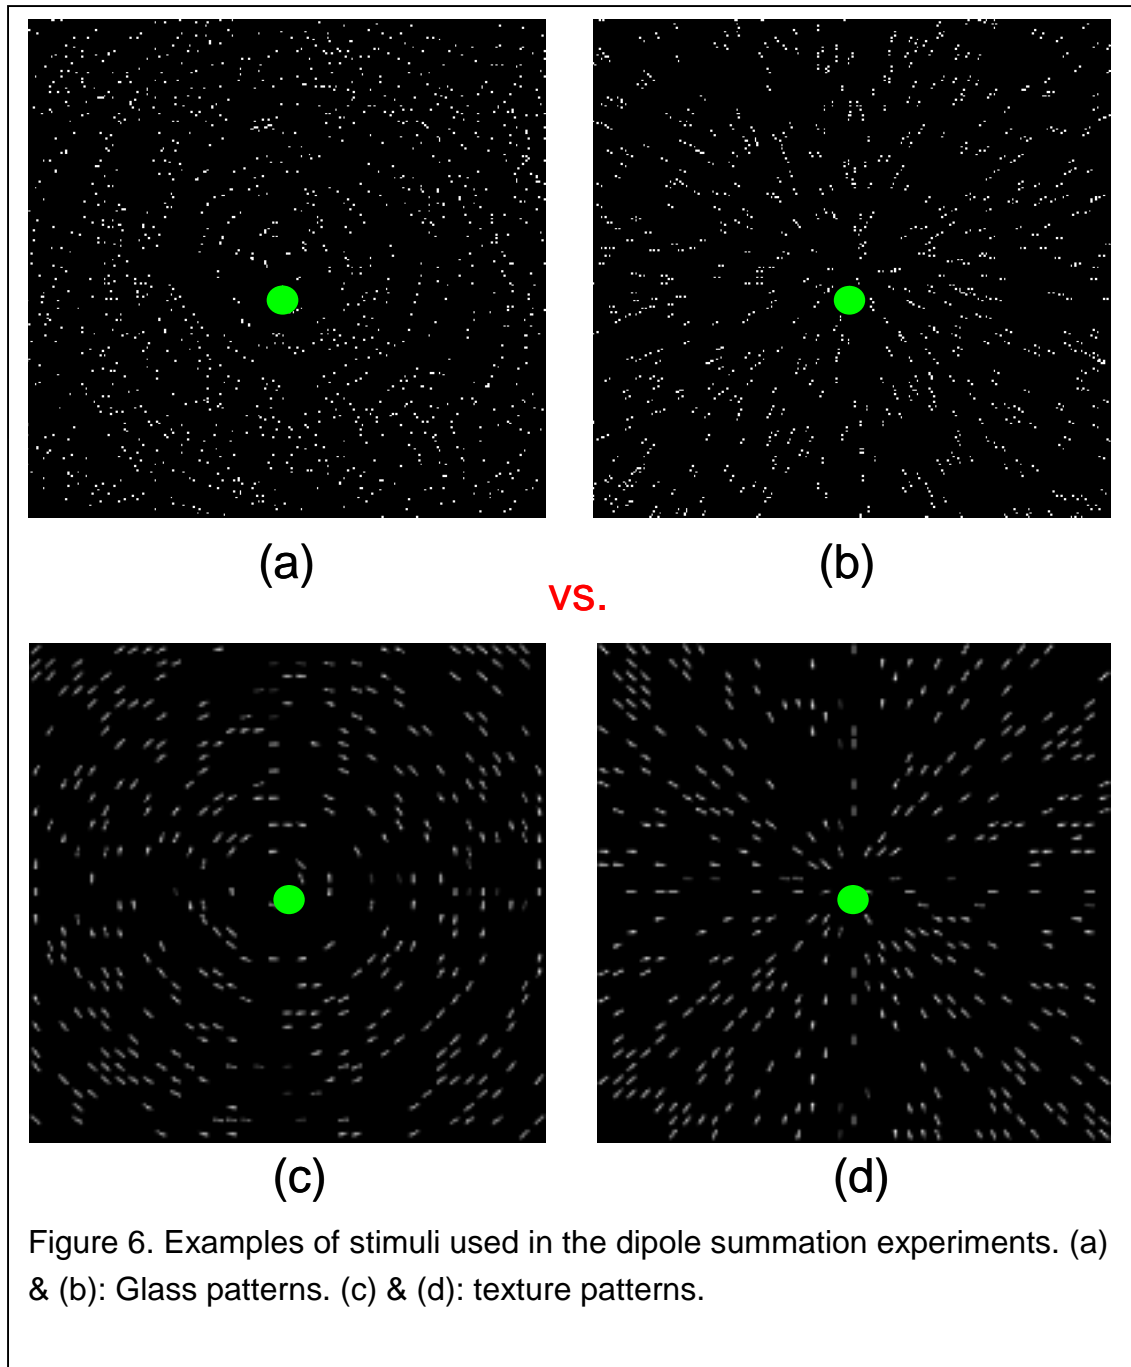 (a)
(b)
vs.
(c)
(d)
Figure 6. Examples of stimuli used in the dipole summation experiments. (a)
& (b): Glass patterns. (c) & (d): texture patterns.